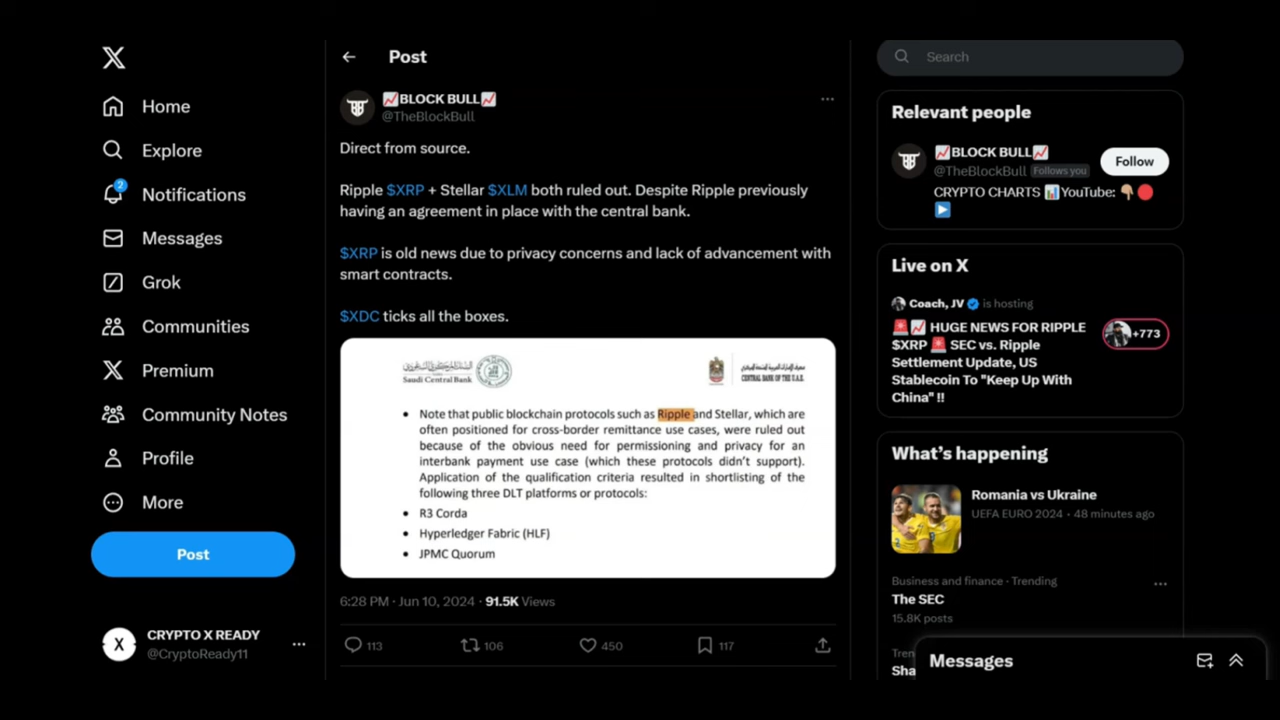 Home
Explore
2
Notifications
Messages
Grok
Communities
Premium
Community Notes
Profile
More
Post
X
CRYPTO X READY
@CryptoReady11
Post
BLOCK BULL
@TheBlockBull
Direct from source.
Ripple $XRP + Stellar $XLM both ruled out. Despite Ripple previously
having an agreement in place with the central bank.
$XRP is old news due to privacy concerns and lack of advancement with
smart contracts.
$XDC ticks all the boxes.
Saudi Central Bank
CENTRAL BANK OF THE U.A.E.
• Note that public blockchain protocols such as Ripple and Stellar, which are
often positioned for cross-border remittance use cases, were ruled out
because of the obvious need for permissioning and privacy for an
interbank payment use case (which these protocols didn't support).
Application of the qualification criteria resulted in shortlisting of the
following three DLT platforms or protocols:
• R3 Corda
• Hyperledger Fabric (HLF)
• JPMC Quorum
6:28 PM · Jun 10, 2024 · 91.5K Views
113
106
450
117
Search
Relevant people
BLOCK BULL
@TheBlockBull Follows you
Follow
CRYPTO CHARTS YouTube:
Live on X
Coach, JV is hosting
HUGE NEWS FOR RIPPLE
$XRP SEC vs. Ripple
Settlement Update, US
Stablecoin To "Keep Up With
China" !!
+773
What's happening
Romania vs Ukraine
UEFA EURO 2024 · 48 minutes ago
Business and finance · Trending
The SEC
15.8K posts
Messages